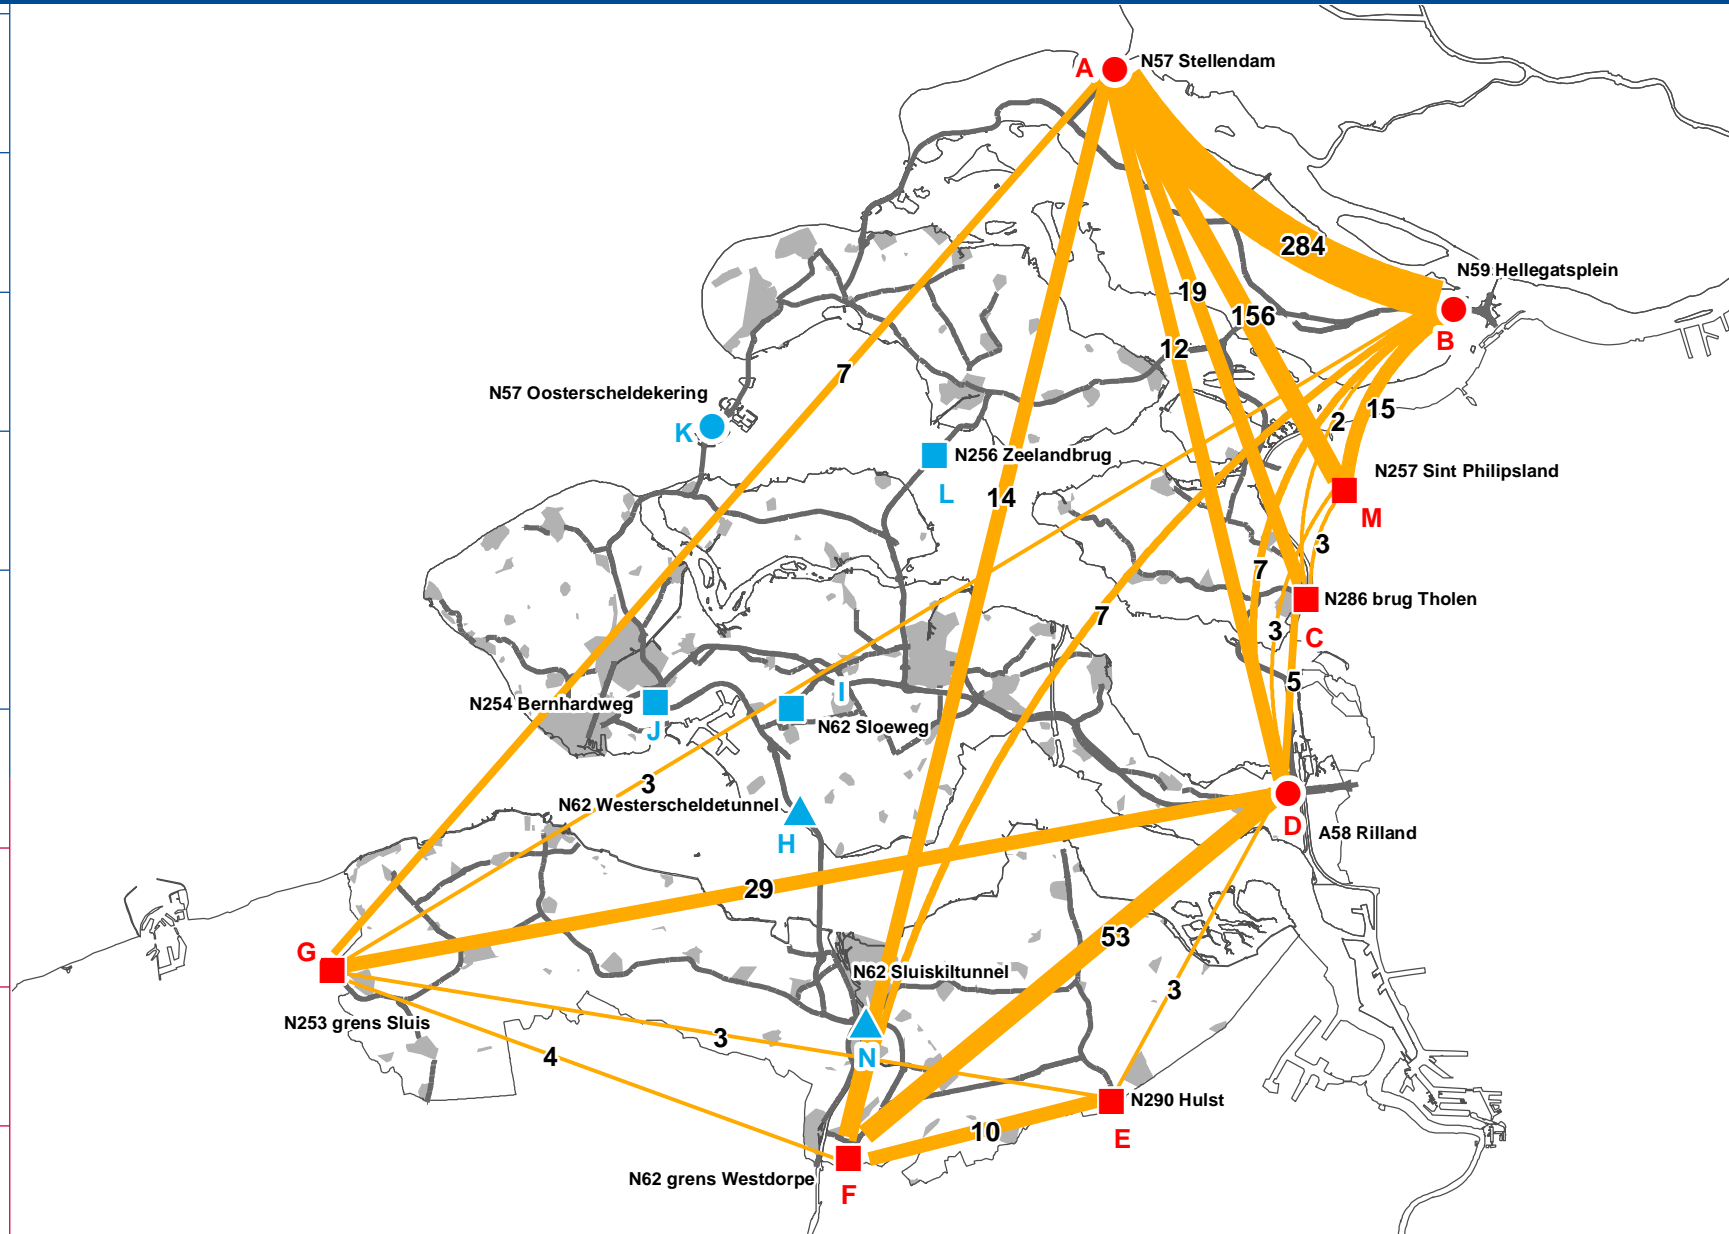 A
N57 Stellendam
284
N59 Hellegatsplein
19
156
B
12
7
N57 Oosterscheldekering
15
2
K
N256 Zeelandbrug
N257 Sint Philipsland
L
14
M
3
7
N286 brug Tholen
7
3
C
5
I
N254 Bernhardweg
N62 Sloeweg
J
3
N62 Westerscheldetunnel
D
A58 Rilland
H
29
53
G
N62 Sluiskiltunnel
3
N253 grens Sluis
3
4
N
N290 Hulst
10
E
N62 grens Westdorpe
F